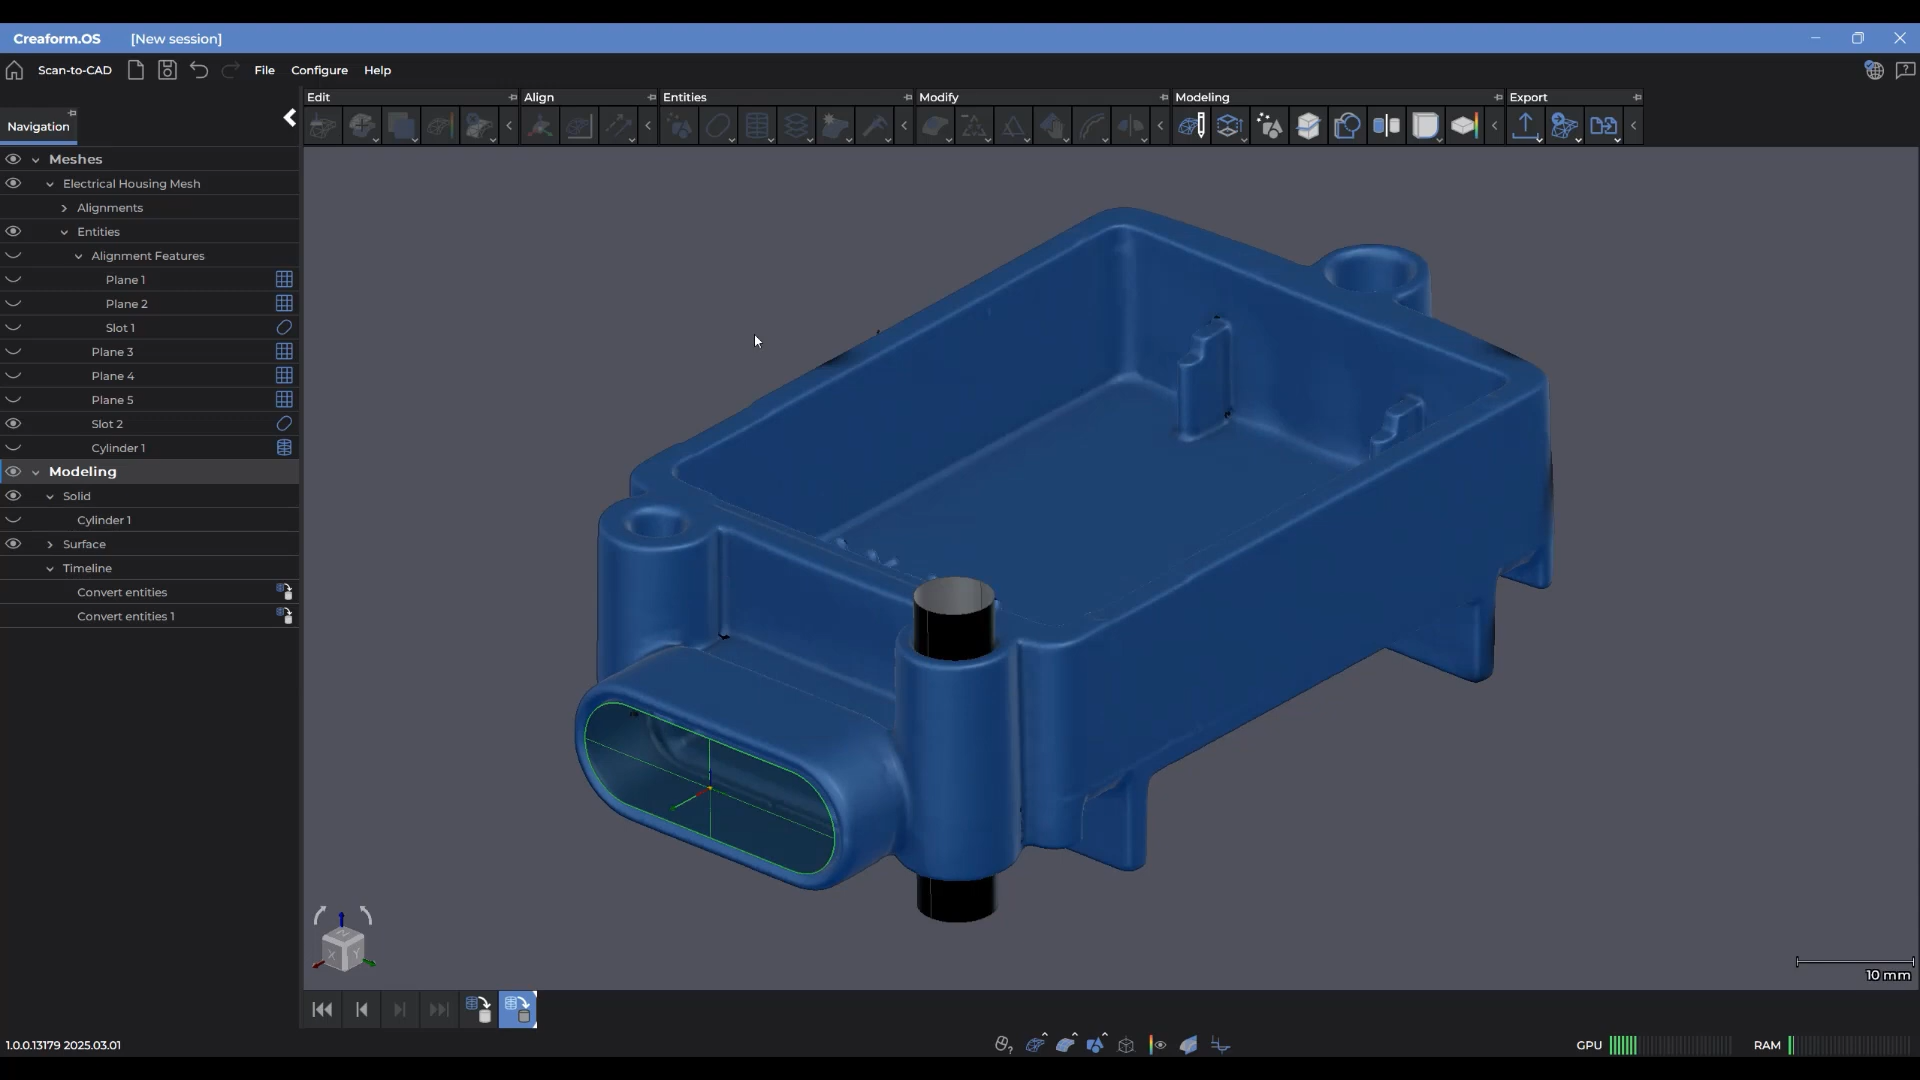 Creaform.OS [New session]
Scan-to-CAD File Configure Help
Edit Align Entities Modify Modeling Export
Navigation
Meshes
Electrical Housing Mesh
Alignments
Entities
Alignment Features
Plane 1
Plane 2
Slot 1
Plane 3
Plane 4
Plane 5
Slot 2
Cylinder 1
Modeling
Solid
Cylinder 1
Surface
Timeline
Convert entities
Convert entities 1
X Y
10 mm
1.0.0.13179 2025.03.01
GPU RAM